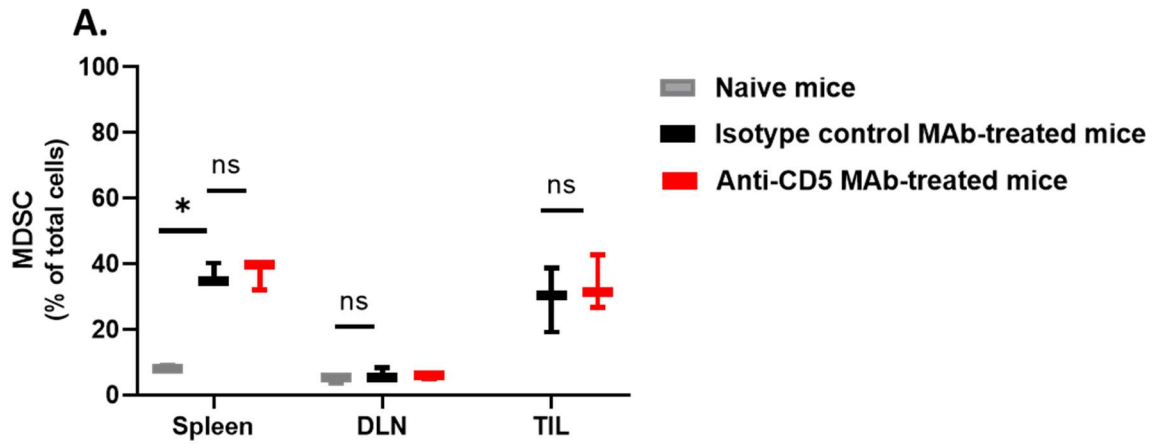 A.
100
80
60
40
20
0
MDSC
(% of total cells)
*
ns
ns
ns
Spleen
DLN
TIL
Naive mice
Isotype control MAb-treated mice
Anti-CD5 MAb-treated mice